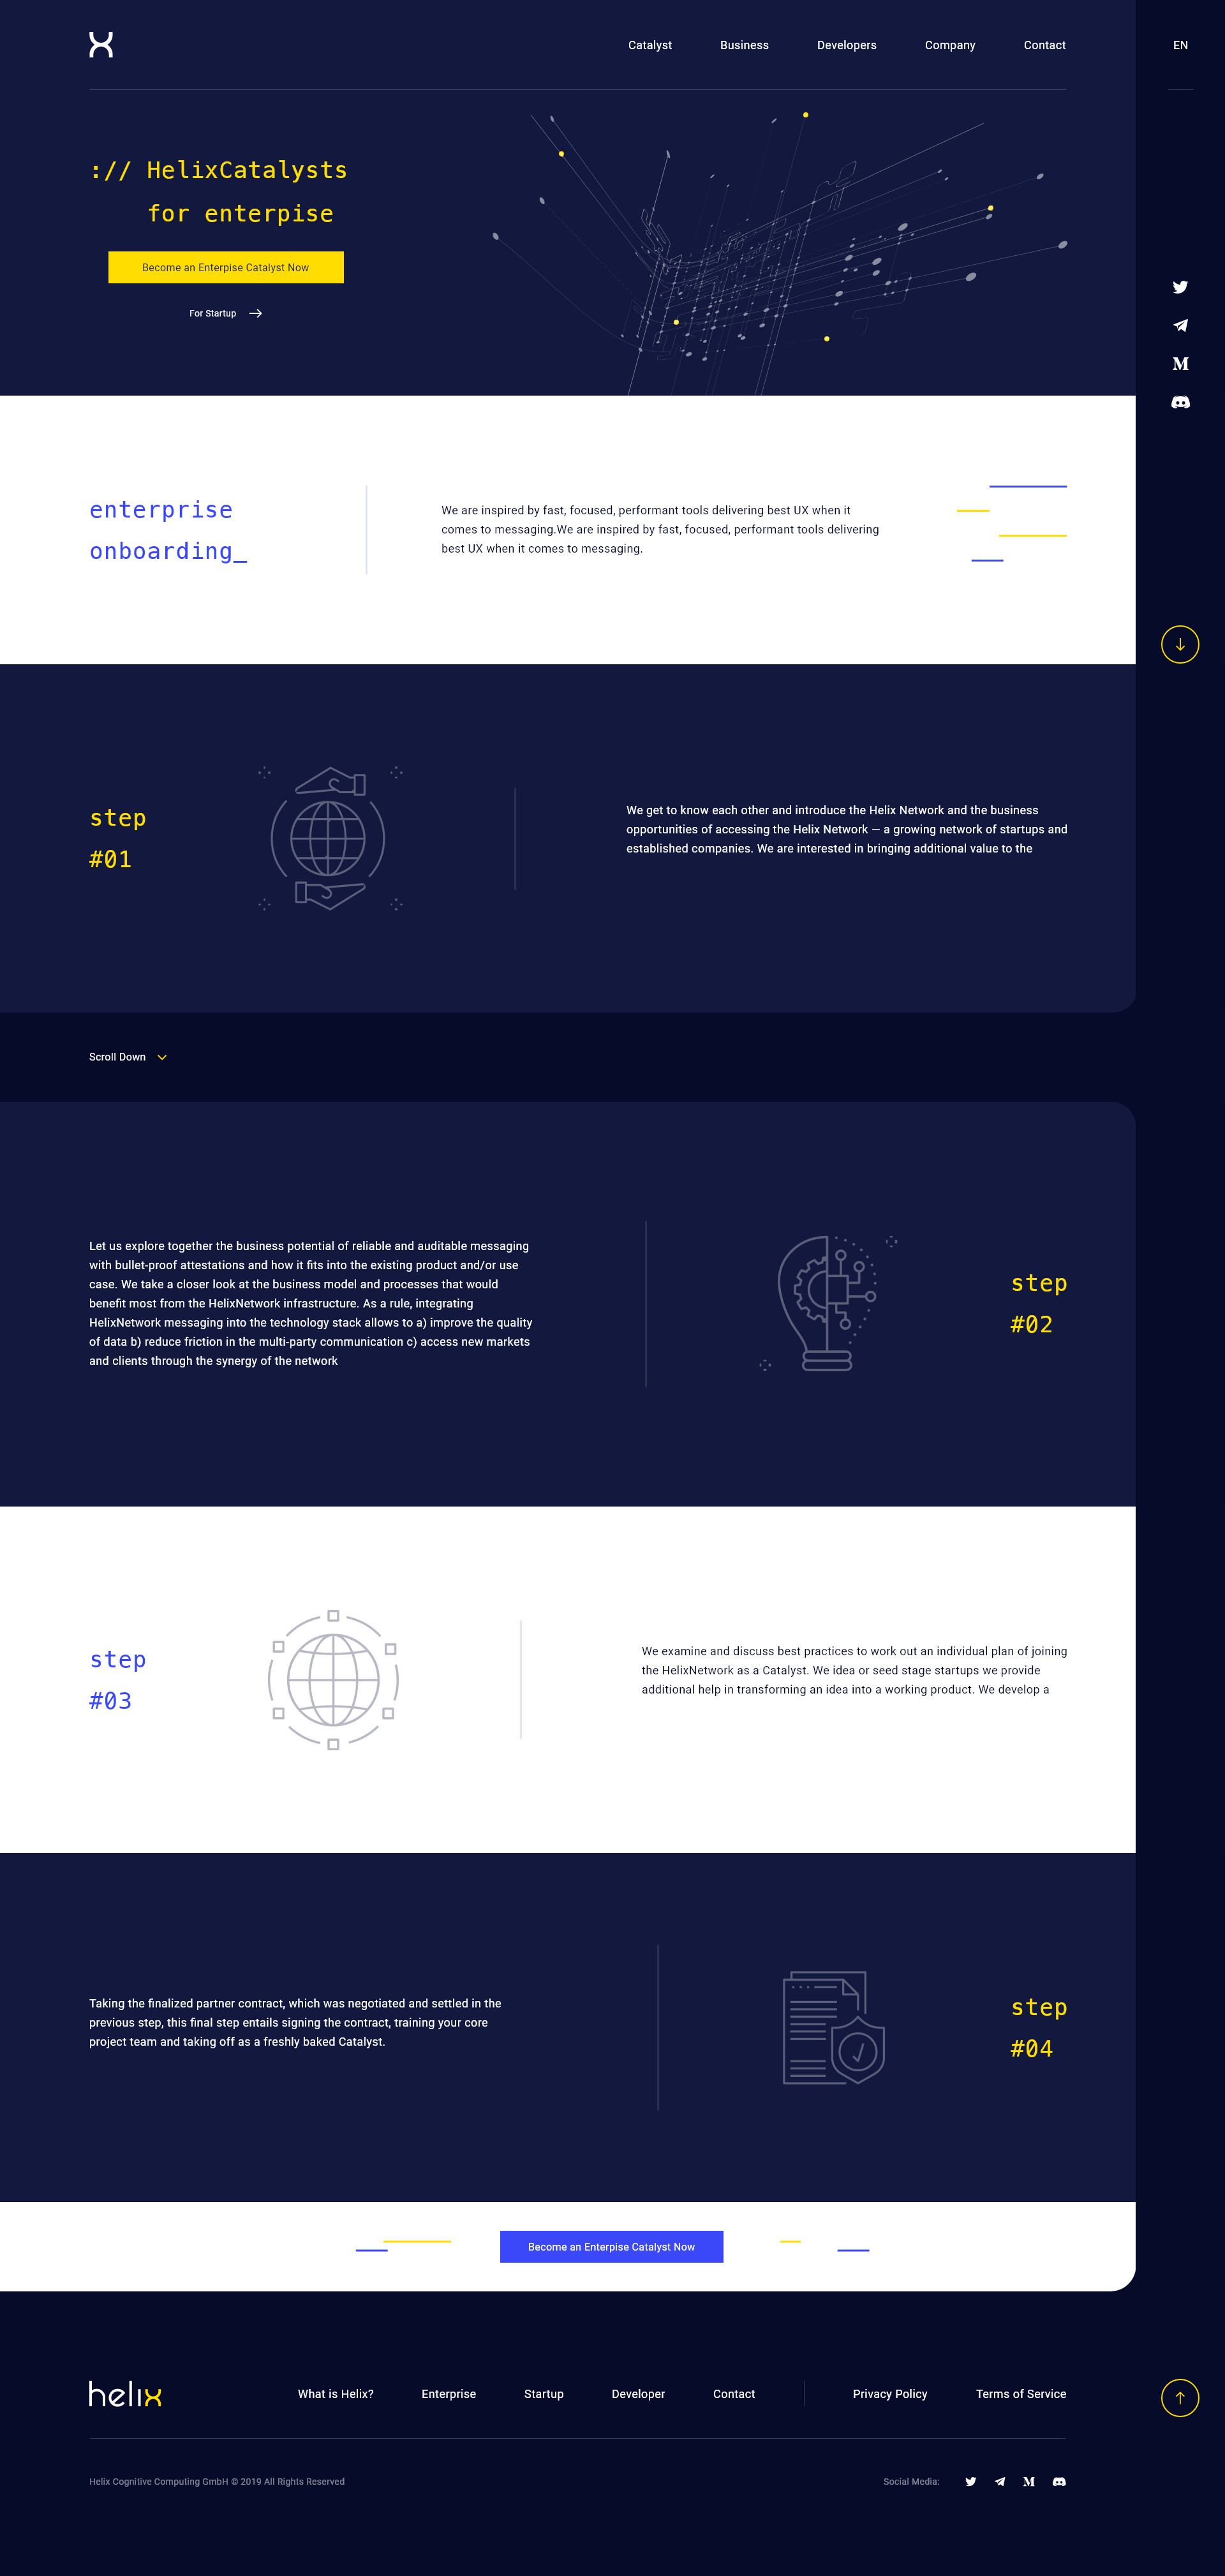 Catalyst Business Developers Company Contact EN
:// HelixCatalysts
for enterpise
Become an Enterpise Catalyst Now
For Startup
enterprise
onboarding_
We are inspired by fast, focused, performant tools delivering best UX when it
comes to messaging.We are inspired by fast, focused, performant tools delivering
best UX when it comes to messaging.
step
#01
We get to know each other and introduce the Helix Network and the business
opportunities of accessing the Helix Network — a growing network of startups and
established companies. We are interested in bringing additional value to the
Scroll Down
Let us explore together the business potential of reliable and auditable messaging
with bullet-proof attestations and how it fits into the existing product and/or use
case. We take a closer look at the business model and processes that would
benefit most from the HelixNetwork infrastructure. As a rule, integrating
HelixNetwork messaging into the technology stack allows to a) improve the quality
of data b) reduce friction in the multi-party communication c) access new markets
and clients through the synergy of the network
step
#02
step
#03
We examine and discuss best practices to work out an individual plan of joining
the HelixNetwork as a Catalyst. We idea or seed stage startups we provide
additional help in transforming an idea into a working product. We develop a
Taking the finalized partner contract, which was negotiated and settled in the
previous step, this final step entails signing the contract, training your core
project team and taking off as a freshly baked Catalyst.
step
#04
Become an Enterpise Catalyst Now
helix What is Helix? Enterprise Startup Developer Contact Privacy Policy Terms of Service
Helix Cognitive Computing GmbH © 2019 All Rights Reserved Social Media: